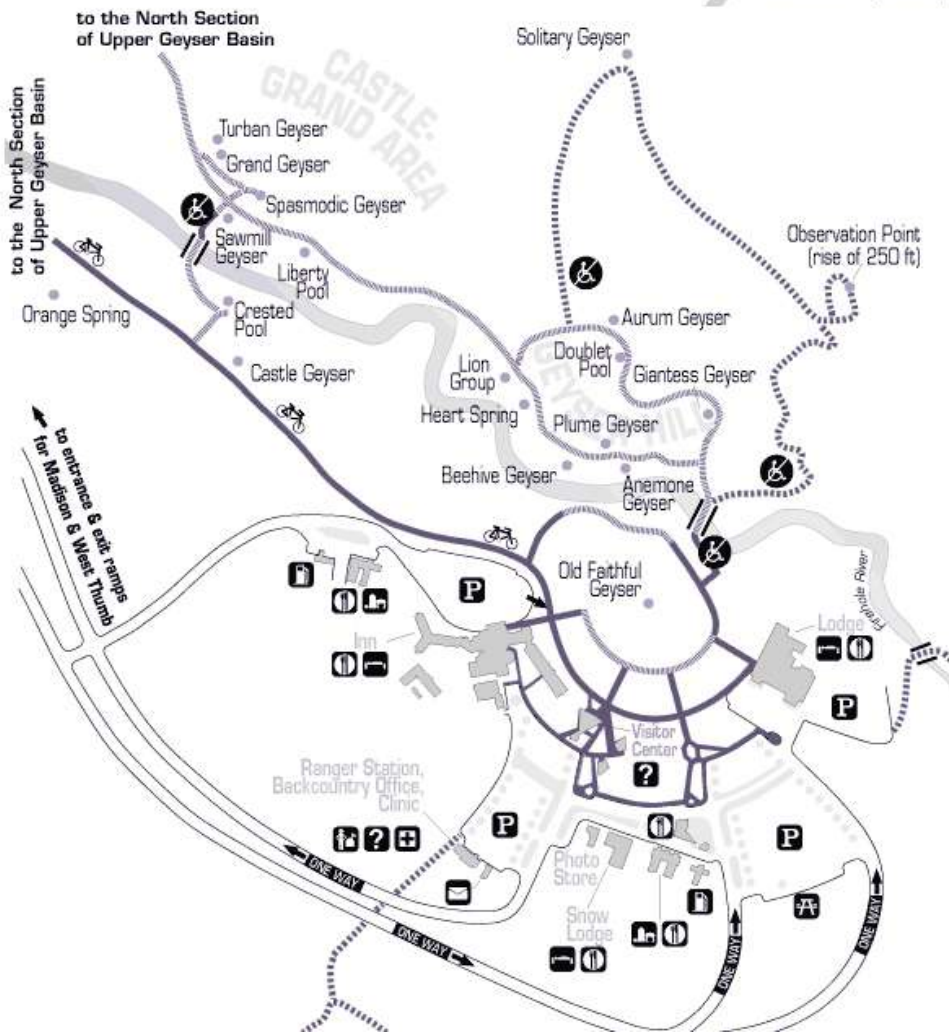 to the North Section
of Upper Geyser Basin
Solitary Geyser
CASTLE-
GRAND AREA
to the North Section
of Upper Geyser Basin
Turban Geyser
Grand Geyser
Spasmodic Geyser
Sawmill
Geyser
Liberty
Pool
Observation Point
(rise of 250 ft)
Orange Spring
Crested
Pool
Castle Geyser
Aurum Geyser
Doublet
Pool
Giantess Geyser
GEYSER HILL
Lion
Group
Heart Spring
Plume Geyser
Beehive Geyser
Anemone
Geyser
to entrance & exit ramps
for Madison & West Thumb
Old Faithful
Geyser
Firehole River
P
Inn
Lodge
P
Visitor
Center
?
Ranger Station,
Backcountry Office,
Clinic
?
P
P
Photo
Store
Snow
Lodge
ONE WAY
ONE WAY
ONE WAY
ONE WAY